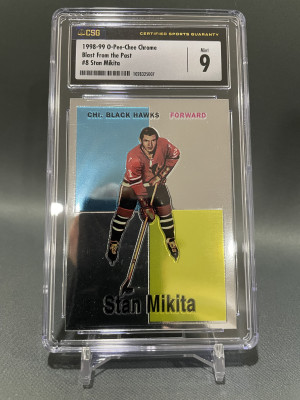 CSG
CERTIFIED SPORTS GUARANTY
1998-99 O-Pee-Chee Chrome
Blast From the Past
#8 Stan Mikita
Mint
9
CHI. BLACK HAWKS FORWARD
Stan Mikita